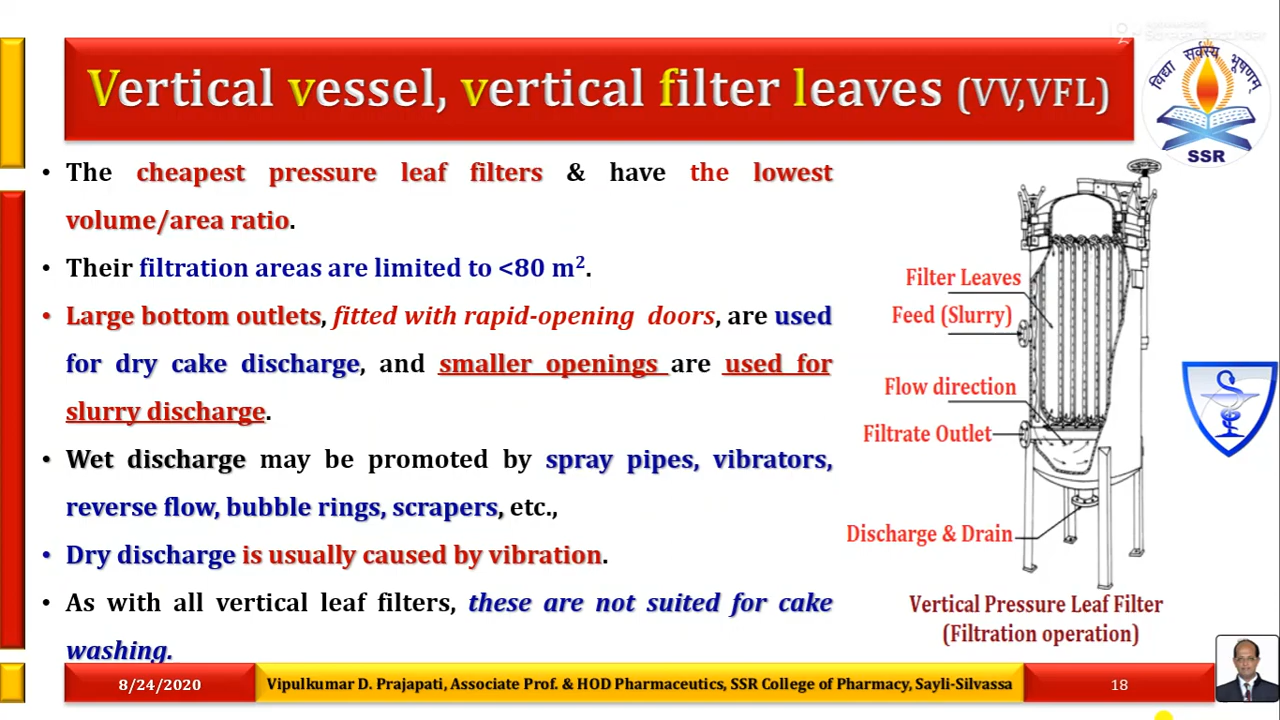 Vertical vessel, vertical filter leaves (VV,VFL)
विद्या सर्वस्य भूषणम्
SSR
• The cheapest pressure leaf filters & have the lowest
volume/area ratio.
• Their filtration areas are limited to <80 m².
• Large bottom outlets, fitted with rapid-opening doors, are used
for dry cake discharge, and smaller openings are used for
slurry discharge.
• Wet discharge may be promoted by spray pipes, vibrators,
reverse flow, bubble rings, scrapers, etc.,
• Dry discharge is usually caused by vibration.
• As with all vertical leaf filters, these are not suited for cake
washing.
Filter Leaves
Feed (Slurry)
Flow direction
Filtrate Outlet
Discharge & Drain
Vertical Pressure Leaf Filter
(Filtration operation)
8/24/2020
Vipulkumar D. Prajapati, Associate Prof. & HOD Pharmaceutics, SSR College of Pharmacy, Sayli-Silvassa
18